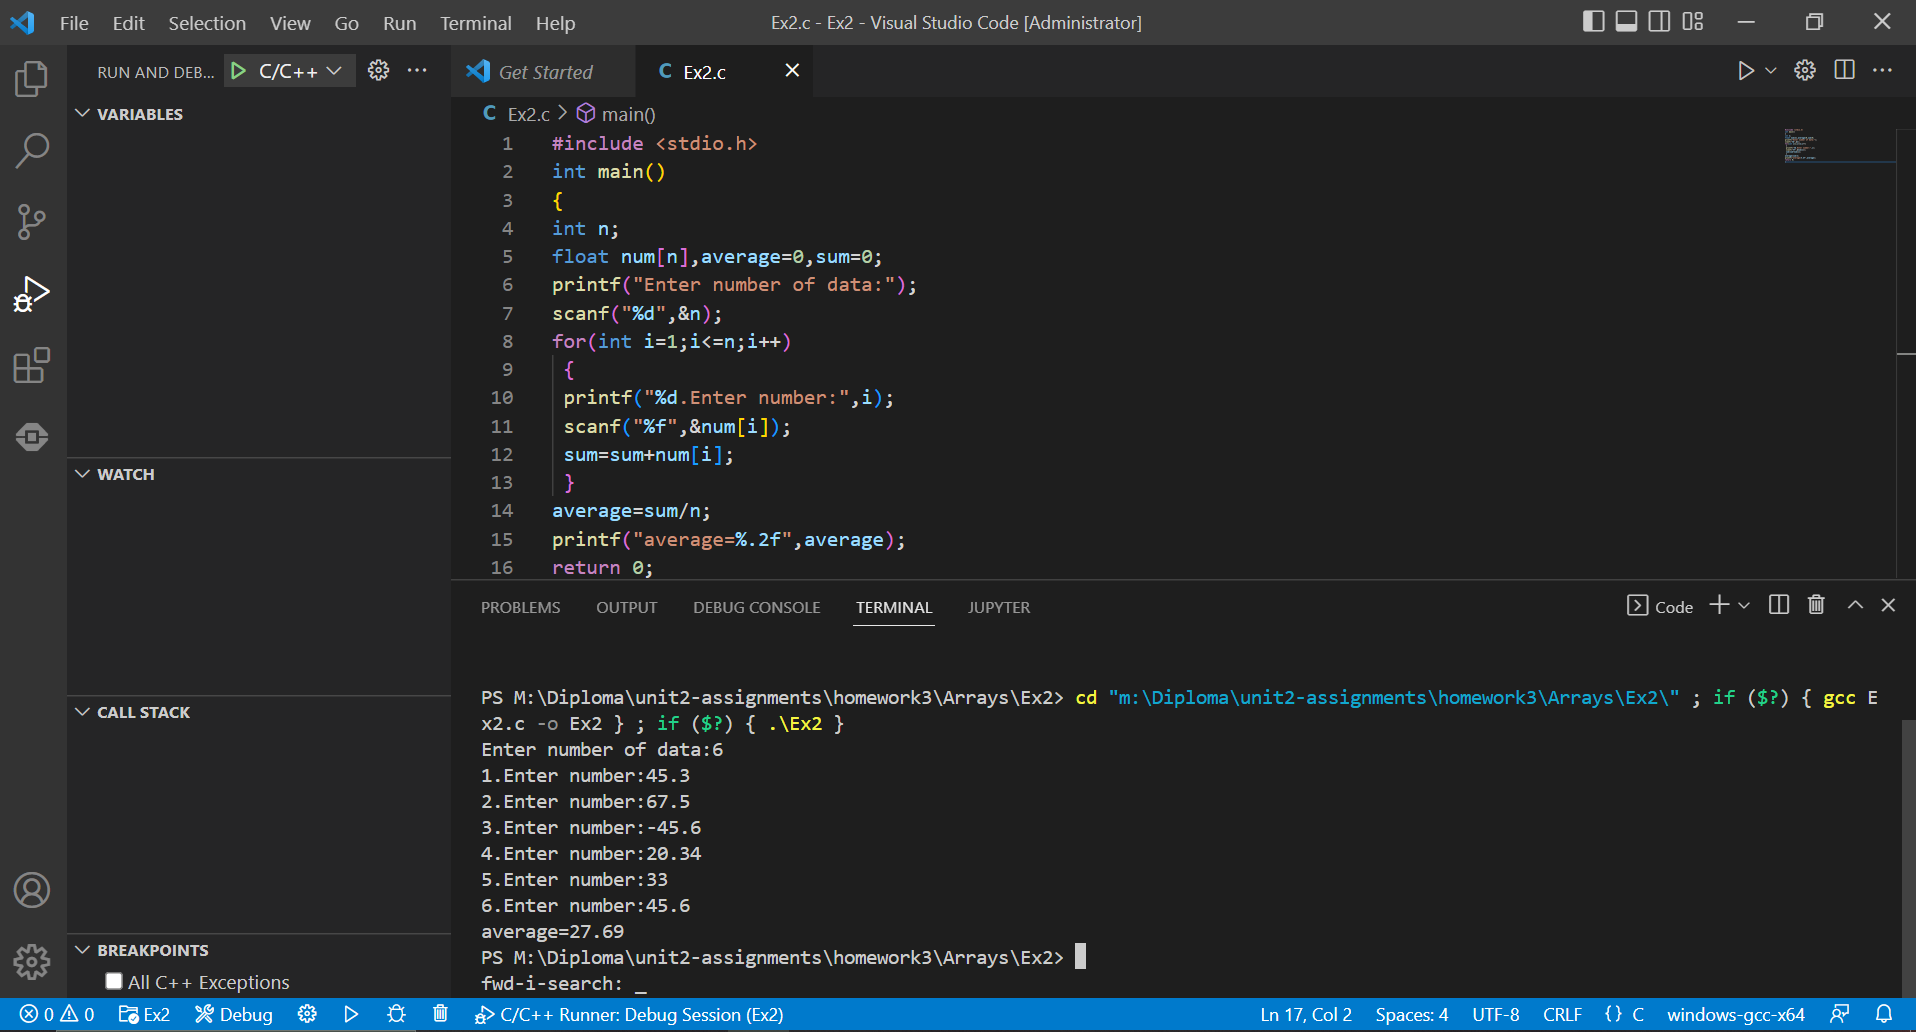 File Edit Selection View Go Run Terminal Help Ex2.c - Ex2 - Visual Studio Code [Administrator]
RUN AND DEB... C/C++
VARIABLES
WATCH
CALL STACK
BREAKPOINTS
All C++ Exceptions
Get Started Ex2.c
C Ex2.c > main()
1 #include <stdio.h>
2 int main()
3 {
4 int n;
5 float num[n],average=0,sum=0;
6 printf("Enter number of data:");
7 scanf("%d",&n);
8 for(int i=1;i<=n;i++)
9 {
10 printf("%d.Enter number:",i);
11 scanf("%f",&num[i]);
12 sum=sum+num[i];
13 }
14 average=sum/n;
15 printf("average=%.2f",average);
16 return 0;
PROBLEMS OUTPUT DEBUG CONSOLE TERMINAL JUPYTER Code
PS M:\Diploma\unit2-assignments\homework3\Arrays\Ex2> cd "m:\Diploma\unit2-assignments\homework3\Arrays\Ex2\" ; if ($?) { gcc E
x2.c -o Ex2 } ; if ($?) { .\Ex2 }
Enter number of data:6
1.Enter number:45.3
2.Enter number:67.5
3.Enter number:-45.6
4.Enter number:20.34
5.Enter number:33
6.Enter number:45.6
average=27.69
PS M:\Diploma\unit2-assignments\homework3\Arrays\Ex2>
fwd-i-search: _
0 0 Ex2 Debug C/C++ Runner: Debug Session (Ex2) Ln 17, Col 2 Spaces: 4 UTF-8 CRLF {} C windows-gcc-x64